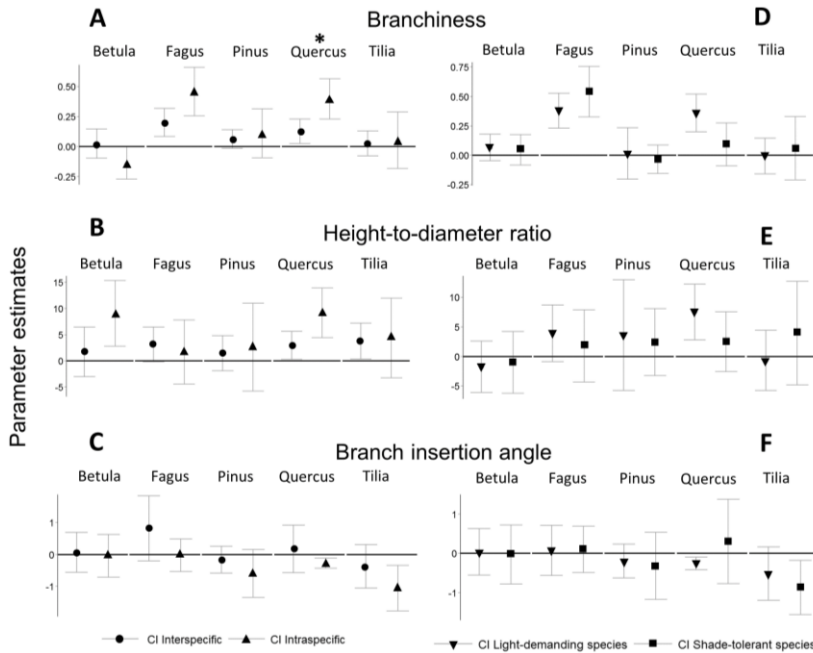 A Branchiness D
Betula Fagus Pinus Quercus * Tilia
Betula Fagus Pinus Quercus Tilia
0.50
0.25
0.00
-0.25
0.75
0.50
0.25
0.00
-0.25
Parameter estimates
B Height-to-diameter ratio E
Betula Fagus Pinus Quercus Tilia
Betula Fagus Pinus Quercus Tilia
15
10
5
0
-5
10
5
0
-5
C Branch insertion angle F
Betula Fagus Pinus Quercus Tilia
Betula Fagus Pinus Quercus Tilia
1
0
-1
1
0
-1
CI Interspecific CI Intraspecific
CI Light-demanding species CI Shade-tolerant species